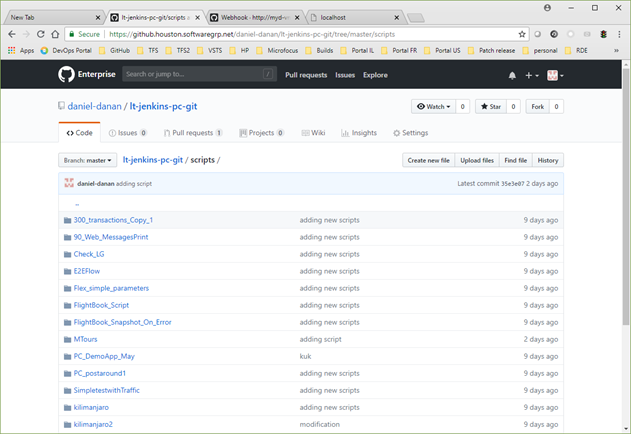 New Tab
lt-jenkins-pc-git/scripts a
Webhook - http://myd-v
localhost
Secure
https://github.houston.softwaregrp.net/daniel-danan/lt-jenkins-pc-git/tree/master/scripts
Apps
DevOps Portal
GitHub
TFS
TFS2
VSTS
HP
Microfocus
Builds
Portal IL
Portal FR
Portal US
Patch release
personal
RDE
Enterprise
Search or jump to...
/
Pull requests
Issues
Explore
daniel-danan / lt-jenkins-pc-git
Watch
0
Star
0
Fork
0
Code
Issues 0
Pull requests 1
Projects 0
Wiki
Insights
Settings
Branch: master
lt-jenkins-pc-git / scripts /
Create new file
Upload files
Find file
History
daniel-danan adding script
Latest commit 35e3e07 2 days ago
..
300_transactions_Copy_1 adding new scripts 9 days ago
90_Web_MessagesPrint adding new scripts 9 days ago
Check_LG adding new scripts 9 days ago
E2EFlow adding new scripts 9 days ago
Flex_simple_parameters adding new scripts 9 days ago
FlightBook_Script adding new scripts 9 days ago
FlightBook_Snapshot_On_Error adding new scripts 9 days ago
MTours adding script 2 days ago
PC_DemoApp_May kuk 9 days ago
PC_postaround1 adding new scripts 9 days ago
SimpletestwithTraffic adding new scripts 9 days ago
kilimanjaro adding new scripts 9 days ago
kilimanjaro2 modification 9 days ago